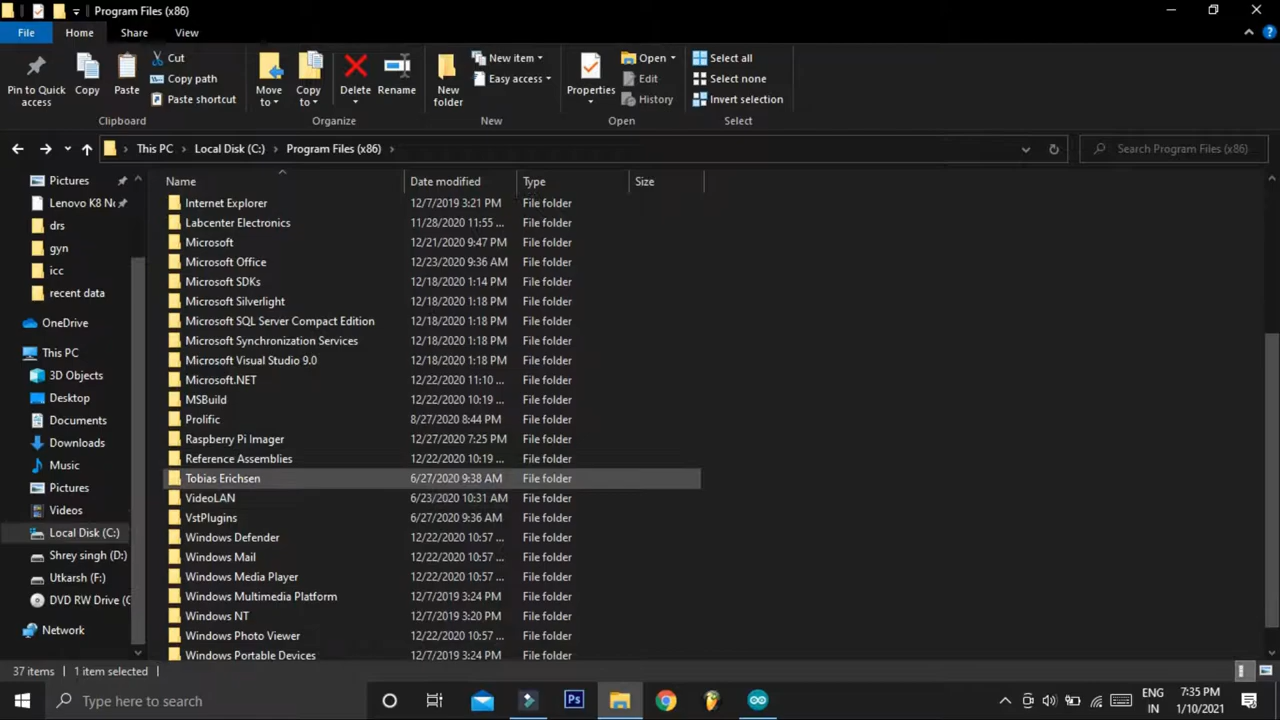 Program Files (x86)
File Home Share View
Pin to Quick access
Copy
Paste
Cut
Copy path
Paste shortcut
Clipboard
Move to
Copy to
Delete
Rename
Organize
New folder
New item
Easy access
New
Properties
Open
Edit
History
Open
Select all
Select none
Invert selection
Select
This PC Local Disk (C:) Program Files (x86)
Search Program Files (x86)
Pictures
Lenovo K8 No
drs
gyn
icc
recent data
OneDrive
This PC
3D Objects
Desktop
Documents
Downloads
Music
Pictures
Videos
Local Disk (C:)
Shrey singh (D:)
Utkarsh (F:)
DVD RW Drive (
Network
Name Date modified Type Size
Internet Explorer 12/7/2019 3:21 PM File folder
Labcenter Electronics 11/28/2020 11:55 ... File folder
Microsoft 12/21/2020 9:47 PM File folder
Microsoft Office 12/23/2020 9:36 AM File folder
Microsoft SDKs 12/18/2020 1:14 PM File folder
Microsoft Silverlight 12/18/2020 1:18 PM File folder
Microsoft SQL Server Compact Edition 12/18/2020 1:18 PM File folder
Microsoft Synchronization Services 12/18/2020 1:18 PM File folder
Microsoft Visual Studio 9.0 12/18/2020 1:18 PM File folder
Microsoft.NET 12/22/2020 11:10 ... File folder
MSBuild 12/22/2020 10:19 ... File folder
Prolific 8/27/2020 8:44 PM File folder
Raspberry Pi Imager 12/27/2020 7:25 PM File folder
Reference Assemblies 12/22/2020 10:19 ... File folder
Tobias Erichsen 6/27/2020 9:38 AM File folder
VideoLAN 6/23/2020 10:31 AM File folder
VstPlugins 6/27/2020 9:36 AM File folder
Windows Defender 12/22/2020 10:57 ... File folder
Windows Mail 12/22/2020 10:57 ... File folder
Windows Media Player 12/22/2020 10:57 ... File folder
Windows Multimedia Platform 12/7/2019 3:24 PM File folder
Windows NT 12/7/2019 3:20 PM File folder
Windows Photo Viewer 12/22/2020 10:57 ... File folder
Windows Portable Devices 12/7/2019 3:24 PM File folder
37 items 1 item selected
Type here to search
Ps
ENG
IN
7:35 PM
1/10/2021